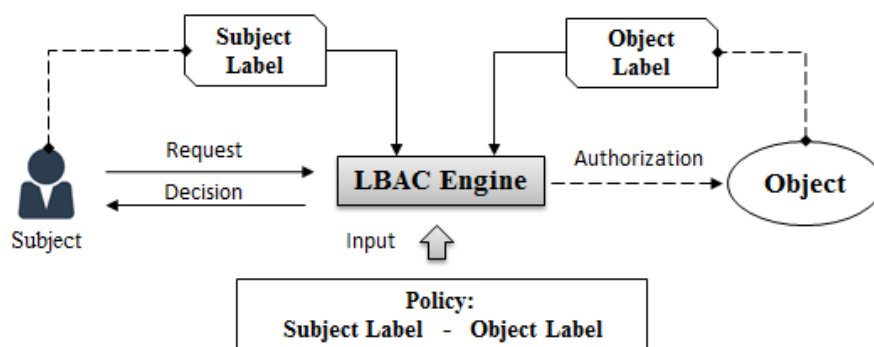 Subject
Label
Object
Label
Request
Decision
LBAC Engine
Authorization
Object
Subject
Input
Policy:
Subject Label - Object Label